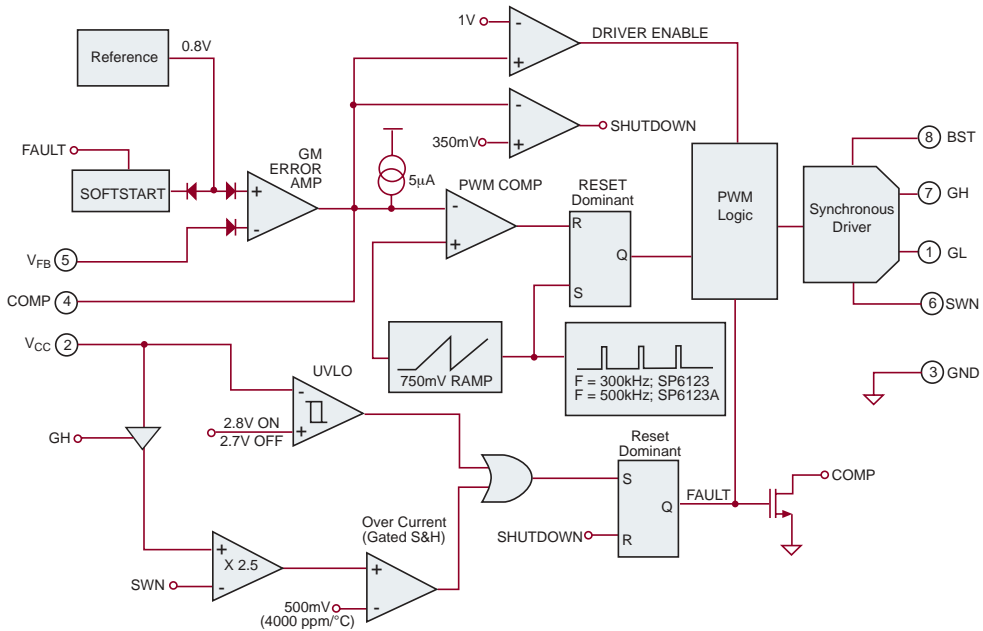 1V
-
DRIVER ENABLE
+
Reference
0.8V
-
SHUTDOWN
350mV
+
8
BST
FAULT
GM
ERROR
AMP
5µA
SOFTSTART
+
-
PWM COMP
-
+
RESET
Dominant
R
Q
S
PWM
Logic
Synchronous
Driver
7
GH
1
GL
6
SWN
VFB
5
COMP
4
VCC
2
750mV RAMP
F = 300kHz; SP6123
F = 500kHz; SP6123A
3
GND
UVLO
-
+
2.8V ON
2.7V OFF
GH
Reset
Dominant
S
Q
R
FAULT
COMP
SHUTDOWN
Over Current
(Gated S&H)
+
X 2.5
-
SWN
+
-
500mV
(4000 ppm/°C)